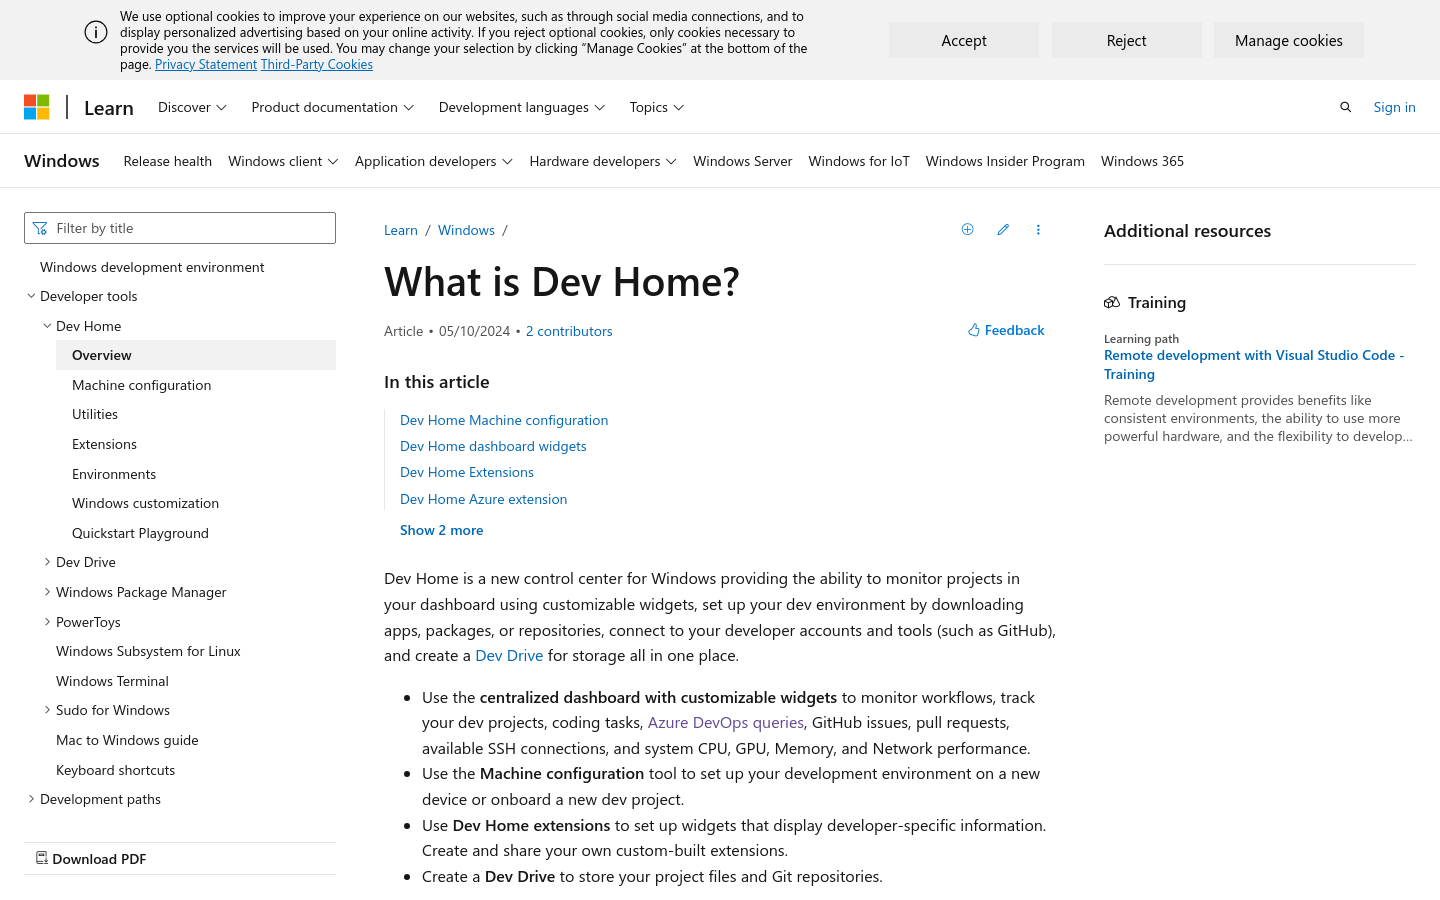 We use optional cookies to improve your experience on our websites, such as through social media connections, and to
display personalized advertising based on your online activity. If you reject optional cookies, only cookies necessary to
provide you the services will be used. You may change your selection by clicking “Manage Cookies” at the bottom of the
page. Privacy Statement Third-Party Cookies
Accept
Reject
Manage cookies
Learn
Discover
Product documentation
Development languages
Topics
Sign in
Windows
Release health
Windows client
Application developers
Hardware developers
Windows Server
Windows for IoT
Windows Insider Program
Windows 365
Filter by title
Windows development environment
Developer tools
Dev Home
Overview
Machine configuration
Utilities
Extensions
Environments
Windows customization
Quickstart Playground
Dev Drive
Windows Package Manager
PowerToys
Windows Subsystem for Linux
Windows Terminal
Sudo for Windows
Mac to Windows guide
Keyboard shortcuts
Development paths
Download PDF
Learn / Windows /
What is Dev Home?
Article • 05/10/2024 • 2 contributors
Feedback
In this article
Dev Home Machine configuration
Dev Home dashboard widgets
Dev Home Extensions
Dev Home Azure extension
Show 2 more
Dev Home is a new control center for Windows providing the ability to monitor projects in
your dashboard using customizable widgets, set up your dev environment by downloading
apps, packages, or repositories, connect to your developer accounts and tools (such as GitHub),
and create a Dev Drive for storage all in one place.
• Use the centralized dashboard with customizable widgets to monitor workflows, track
your dev projects, coding tasks, Azure DevOps queries, GitHub issues, pull requests,
available SSH connections, and system CPU, GPU, Memory, and Network performance.
• Use the Machine configuration tool to set up your development environment on a new
device or onboard a new dev project.
• Use Dev Home extensions to set up widgets that display developer-specific information.
Create and share your own custom-built extensions.
• Create a Dev Drive to store your project files and Git repositories.
Additional resources
Training
Learning path
Remote development with Visual Studio Code -
Training
Remote development provides benefits like
consistent environments, the ability to use more
powerful hardware, and the flexibility to develop...